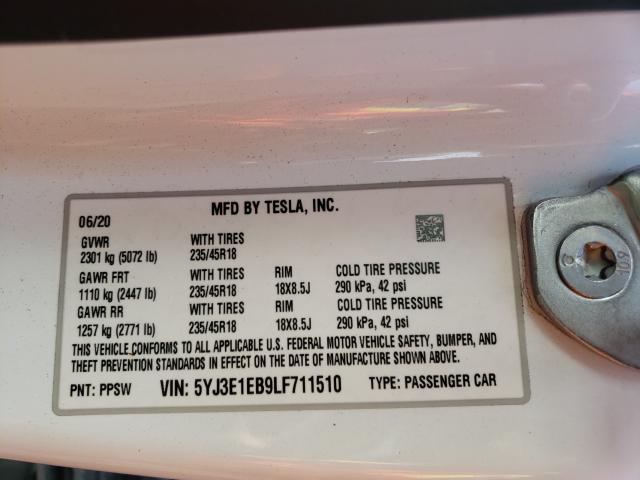 MFD BY TESLA, INC.
06/20
GVWR WITH TIRES
2301 kg (5072 lb) 235/45R18
GAWR FRT WITH TIRES RIM COLD TIRE PRESSURE
1110 kg (2447 lb) 235/45R18 18X8.5J 290 kPa, 42 psi
GAWR RR WITH TIRES RIM COLD TIRE PRESSURE
1257 kg (2771 lb) 235/45R18 18X8.5J 290 kPa, 42 psi
THIS VEHICLE CONFORMS TO ALL APPLICABLE U.S. FEDERAL MOTOR VEHICLE SAFETY, BUMPER, AND
THEFT PREVENTION STANDARDS IN EFFECT ON THE DATE OF MANUFACTURE SHOWN ABOVE.
PNT: PPSW VIN: 5YJ3E1EB9LF711510 TYPE: PASSENGER CAR